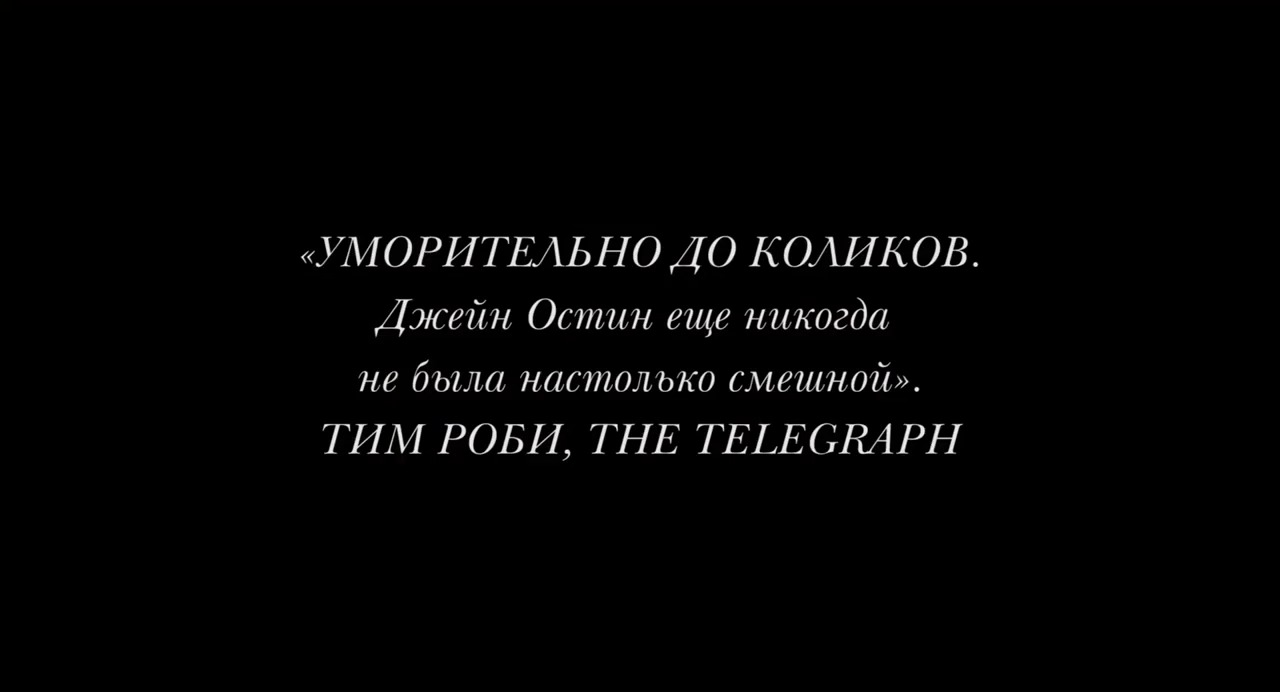 «УМОРИТЕЛЬНО ДО КОЛИКОВ.
Джейн Остин еще никогда
не была настолько смешной».
ТИМ РОБИ, THE TELEGRAPH